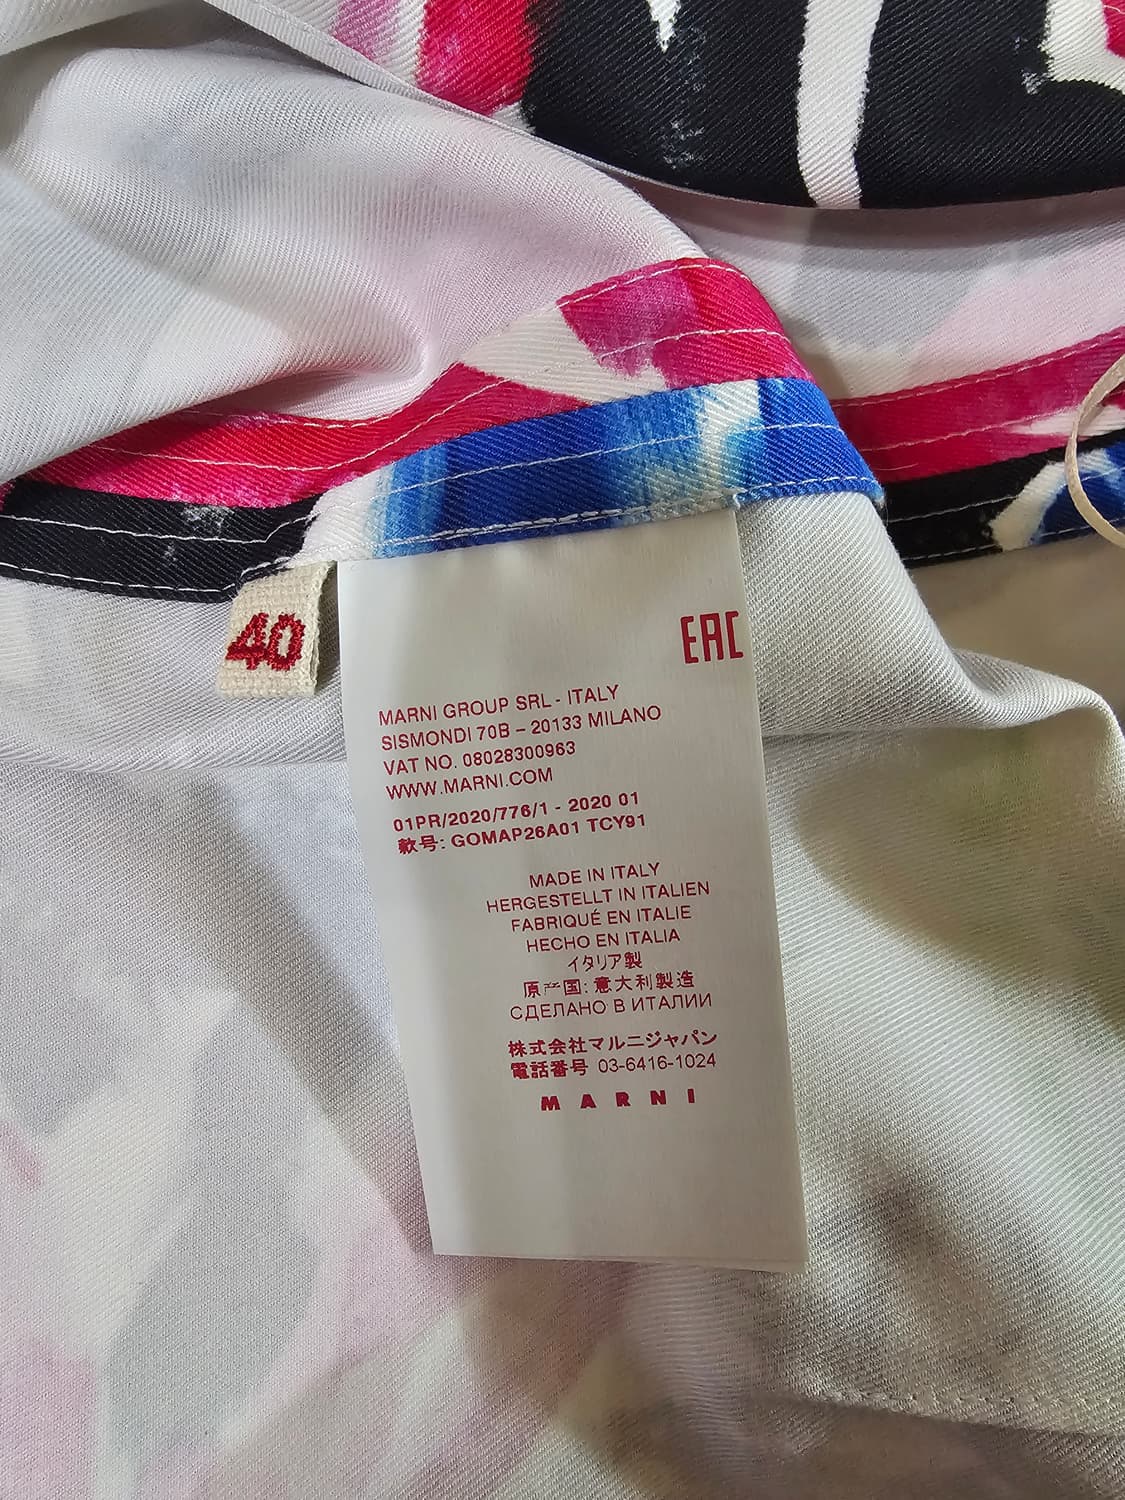 40
EAC
MARNI GROUP SRL - ITALY
SISMONDI 70B – 20133 MILANO
VAT NO. 08028300963
WWW.MARNI.COM
01PR/2020/776/1 - 2020 01
款号: GOMAP26A01 TCY91
MADE IN ITALY
HERGESTELLT IN ITALIEN
FABRIQUÉ EN ITALIE
HECHO EN ITALIA
イタリア製
原产国: 意大利製造
СДЕЛАНО В ИТАЛИИ
株式会社マルニジャパン
電話番号 03-6416-1024
MARNI